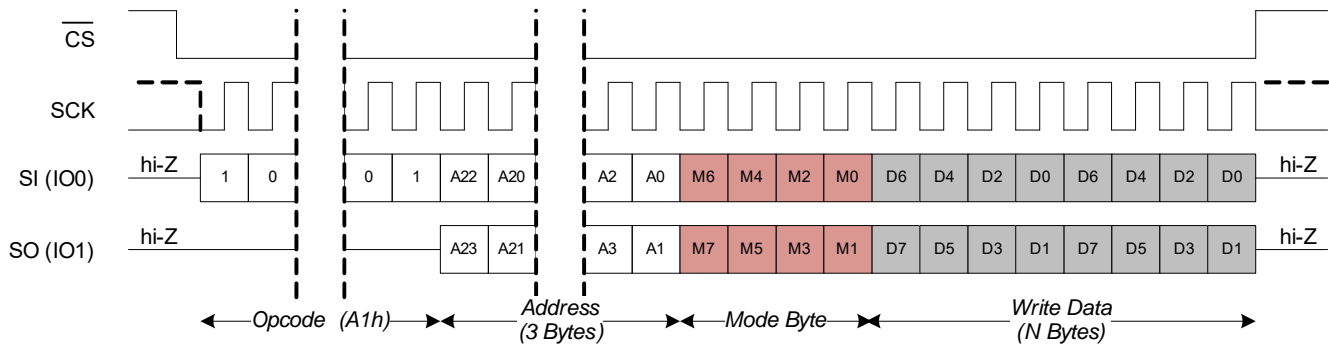 CS
SCK
SI (IO0) hi-Z 1 0 0 1 A22 A20 A2 A0 M6 M4 M2 M0 D6 D4 D2 D0 D6 D4 D2 D0 hi-Z
SO (IO1) hi-Z A23 A21 A3 A1 M7 M5 M3 M1 D7 D5 D3 D1 D7 D5 D3 D1 hi-Z
Opcode (A1h) Address Mode Byte Write Data
(3 Bytes) (N Bytes)